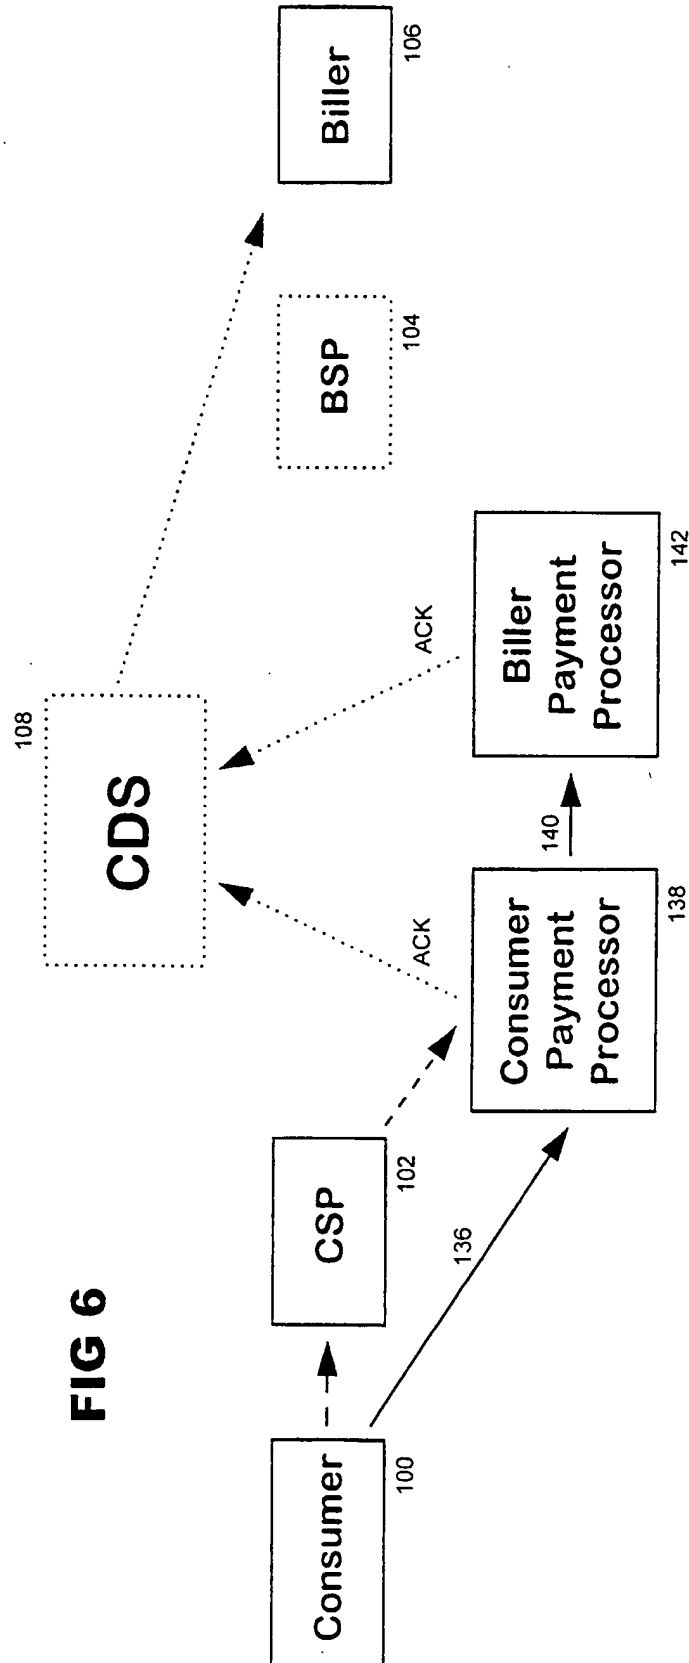 FIG 6
108
CDS
Consumer
100
CSP
102
BSP
104
Biller
106
136
ACK
ACK
Consumer
Payment
Processor
138
140
Biller
Payment
Processor
142